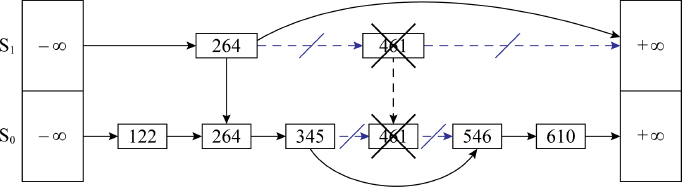 S1 −∞ 264 461 +∞
S0 −∞ 122 264 345 461 546 610 +∞